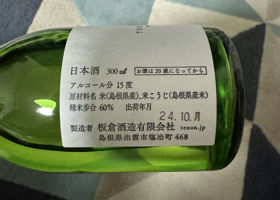 日本酒 300㎖ お酒は20歳になってから
アルコール分 15度
原材料名 米(島根県産)、米こうじ(島根県産米)
精米歩合 60% 出荷年月
24.10月
製造者 板倉酒造有限会社 tenon.jp
島根県出雲市塩冶町468